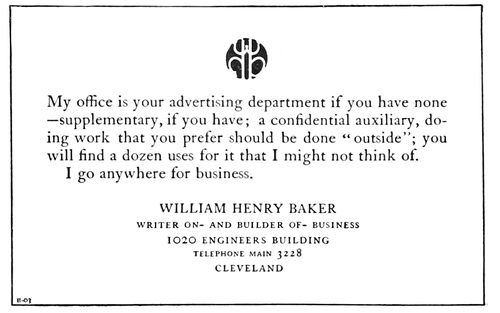 My office is your advertising department if you have none
—supplementary, if you have; a confidential auxiliary, do-
ing work that you prefer should be done "outside"; you
will find a dozen uses for it that I might not think of.
I go anywhere for business.
WILLIAM HENRY BAKER
WRITER ON- AND BUILDER OF- BUSINESS
1020 ENGINEERS BUILDING
TELEPHONE MAIN 3228
CLEVELAND